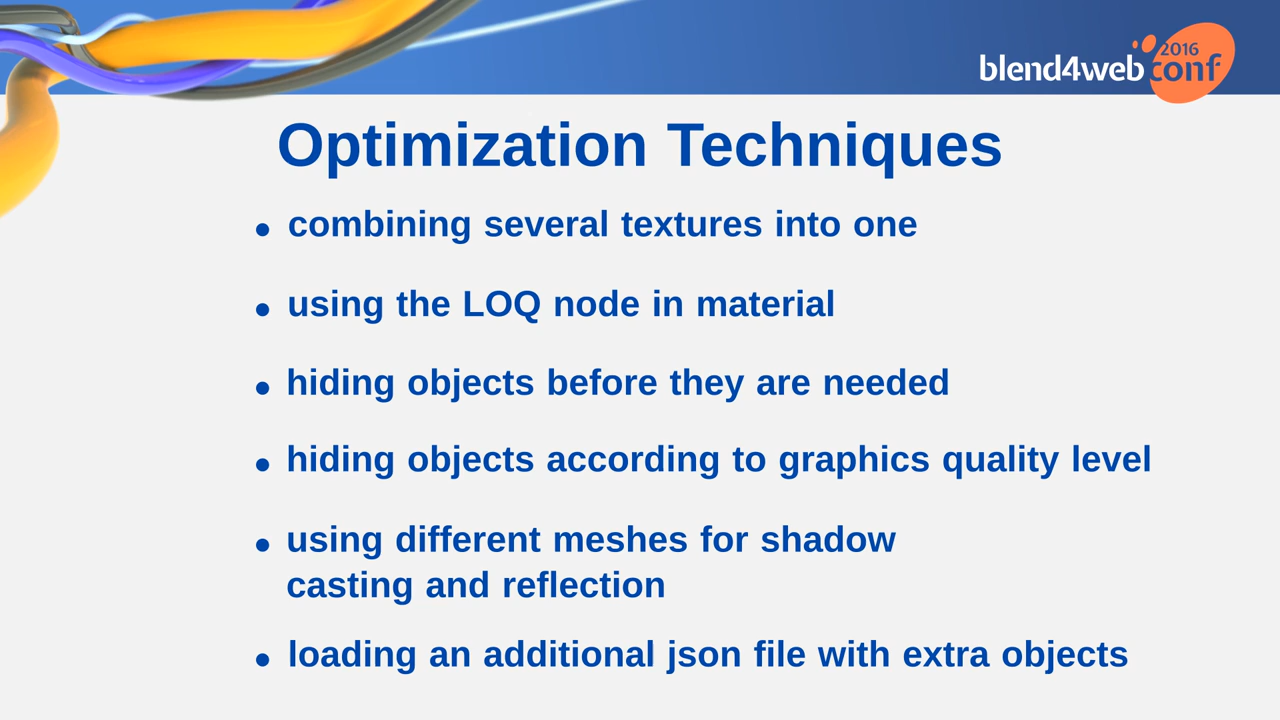 2016
blend4web conf
Optimization Techniques
• combining several textures into one
• using the LOQ node in material
• hiding objects before they are needed
• hiding objects according to graphics quality level
• using different meshes for shadow
casting and reflection
• loading an additional json file with extra objects